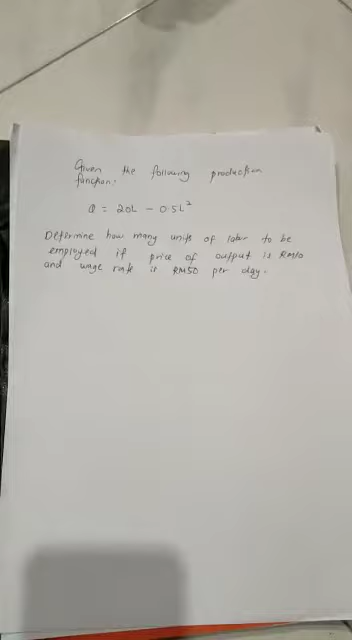 Given the following production
function:
Q = 20L - 0.5L²
Determine how many units of labor to be
employed if price of output is RM10
and wage rate is RM50 per day.